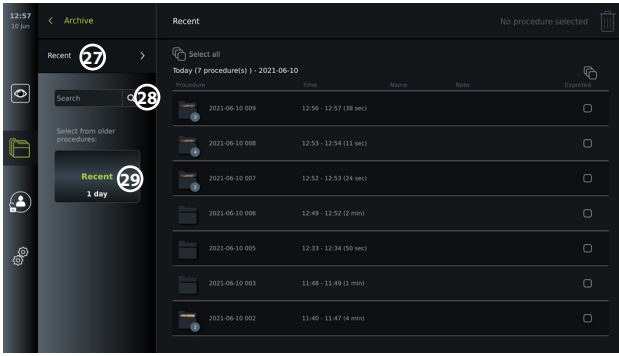 12:57
10 Jun
Archive
Recent
No procedure selected
Recent
27
Select all
Today (7 procedure(s) ) - 2021-06-10
Procedure Time Name Note Exported
Search
28
3 2021-06-10 009 12:56 - 12:57 (38 sec)
Select from older
procedures:
4 2021-06-10 008 12:53 - 12:54 (11 sec)
Recent
29
1 day
2021-06-10 007 12:52 - 12:53 (24 sec)
2021-06-10 006 12:49 - 12:52 (2 min)
2021-06-10 005 12:33 - 12:34 (50 sec)
2021-06-10 003 11:48 - 11:49 (1 min)
2 2021-06-10 002 11:40 - 11:47 (4 min)